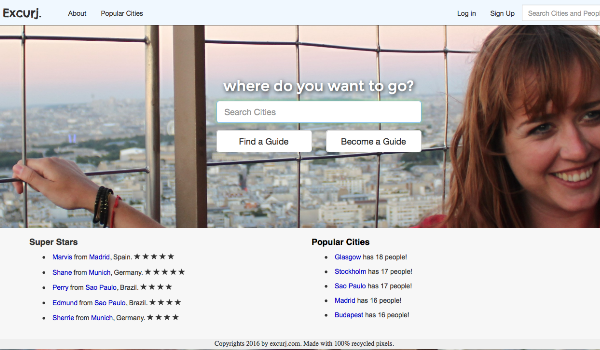 Excurj. About Popular Cities Log in Sign Up Search Cities and Peopl
where do you want to go?
Search Cities
Find a Guide Become a Guide
Super Stars
Marvis from Madrid, Spain. ★★★★★
Shane from Munich, Germany. ★★★★★
Perry from Sao Paulo, Brazil. ★★★★
Edmund from Sao Paulo, Brazil. ★★★★
Sherrie from Munich, Germany. ★★★★
Popular Cities
Glasgow has 18 people!
Stockholm has 17 people!
Sao Paulo has 17 people!
Madrid has 16 people!
Budapest has 16 people!
Copyrights 2016 by excurj.com. Made with 100% recycled pixels.